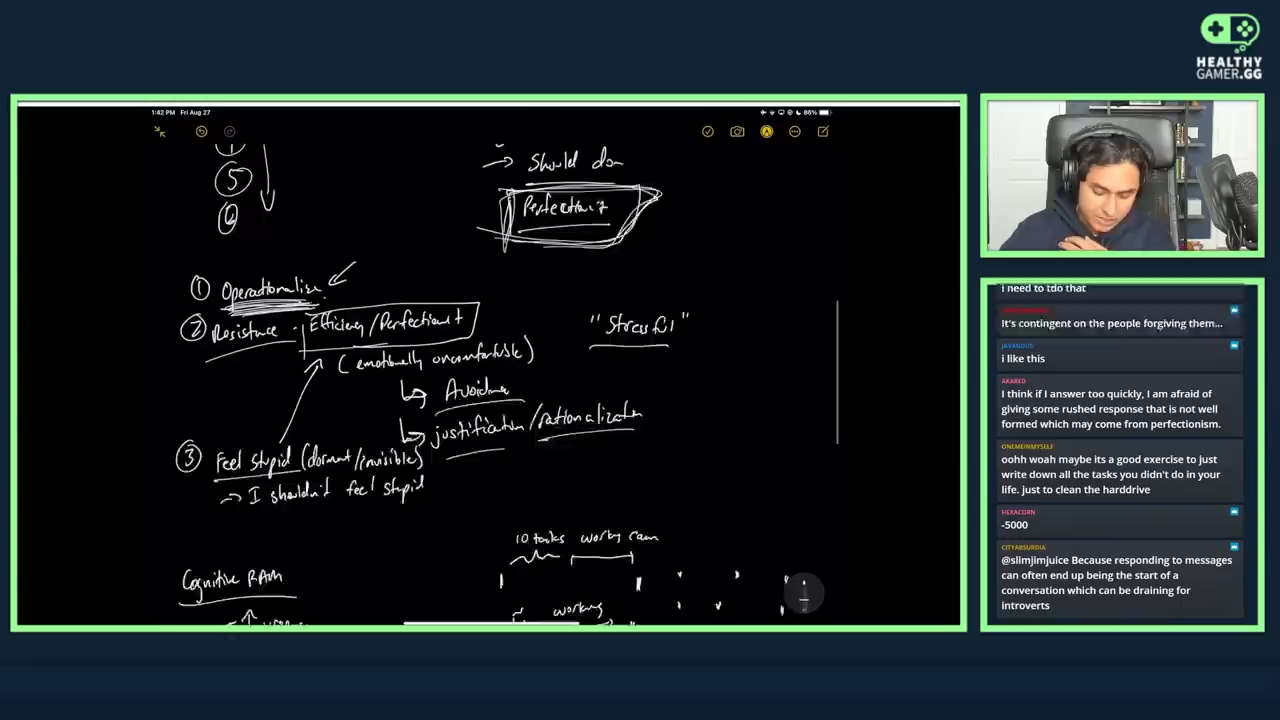 HEALTHY
GAMER.GG
1:42 PM Fri Aug 27
86%
→ Should do
5
6
Perfectionist
① Operationalize
② Resistance - Efficiency/Perfectionist
"Stressful"
(emotionally uncomfortable)
↳ Avoidance
↳ justification/rationalization
③ Feel Stupid (dormant/invisible)
→ I shouldn't feel stupid
10 tasks working ram
Cognitive RAM
working
i need to tdo that
It's contingent on the people forgiving them...
JAVANDUS
i like this
AKARED
I think if I answer too quickly, I am afraid of
giving some rushed response that is not well
formed which may come from perfectionism.
ONEMEINMYSELF
oohh woah maybe its a good exercise to just
write down all the tasks you didn't do in your
life. just to clean the harddrive
HEXACORN
-5000
CITYABSURDIA
@slimjimjuice Because responding to messages
can often end up being the start of a
conversation which can be draining for
introverts